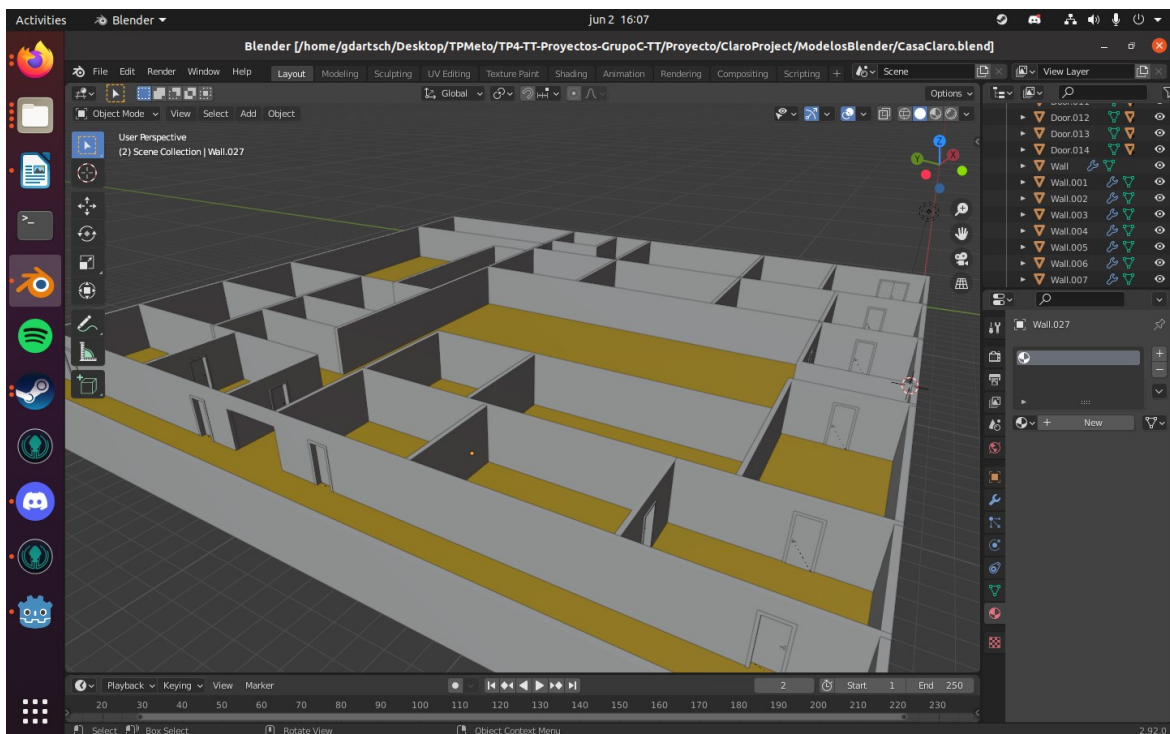 Activities Blender jun 2 16:07
Blender [/home/gdartsch/Desktop/TPMeto/TP4-TT-Proyectos-GrupoC-TT/Proyecto/ClaroProject/ModelosBlender/CasaClaro.blend]
File Edit Render Window Help Layout Modeling Sculpting UV Editing Texture Paint Shading Animation Rendering Compositing Scripting + Scene View Layer
Global Options
Object Mode View Select Add Object
User Perspective
(2) Scene Collection | Wall.027
Z
Y
X
Door.011
Door.012
Door.013
Door.014
Wall
Wall.001
Wall.002
Wall.003
Wall.004
Wall.005
Wall.006
Wall.007
Wall.027
+ New
Playback Keying View Marker 2 Start 1 End 250
20 30 40 50 60 70 80 90 100 110 120 130 140 150 160 170 180 190 200 210 220 230
Select Box Select Rotate View Object Context Menu 2.92.0